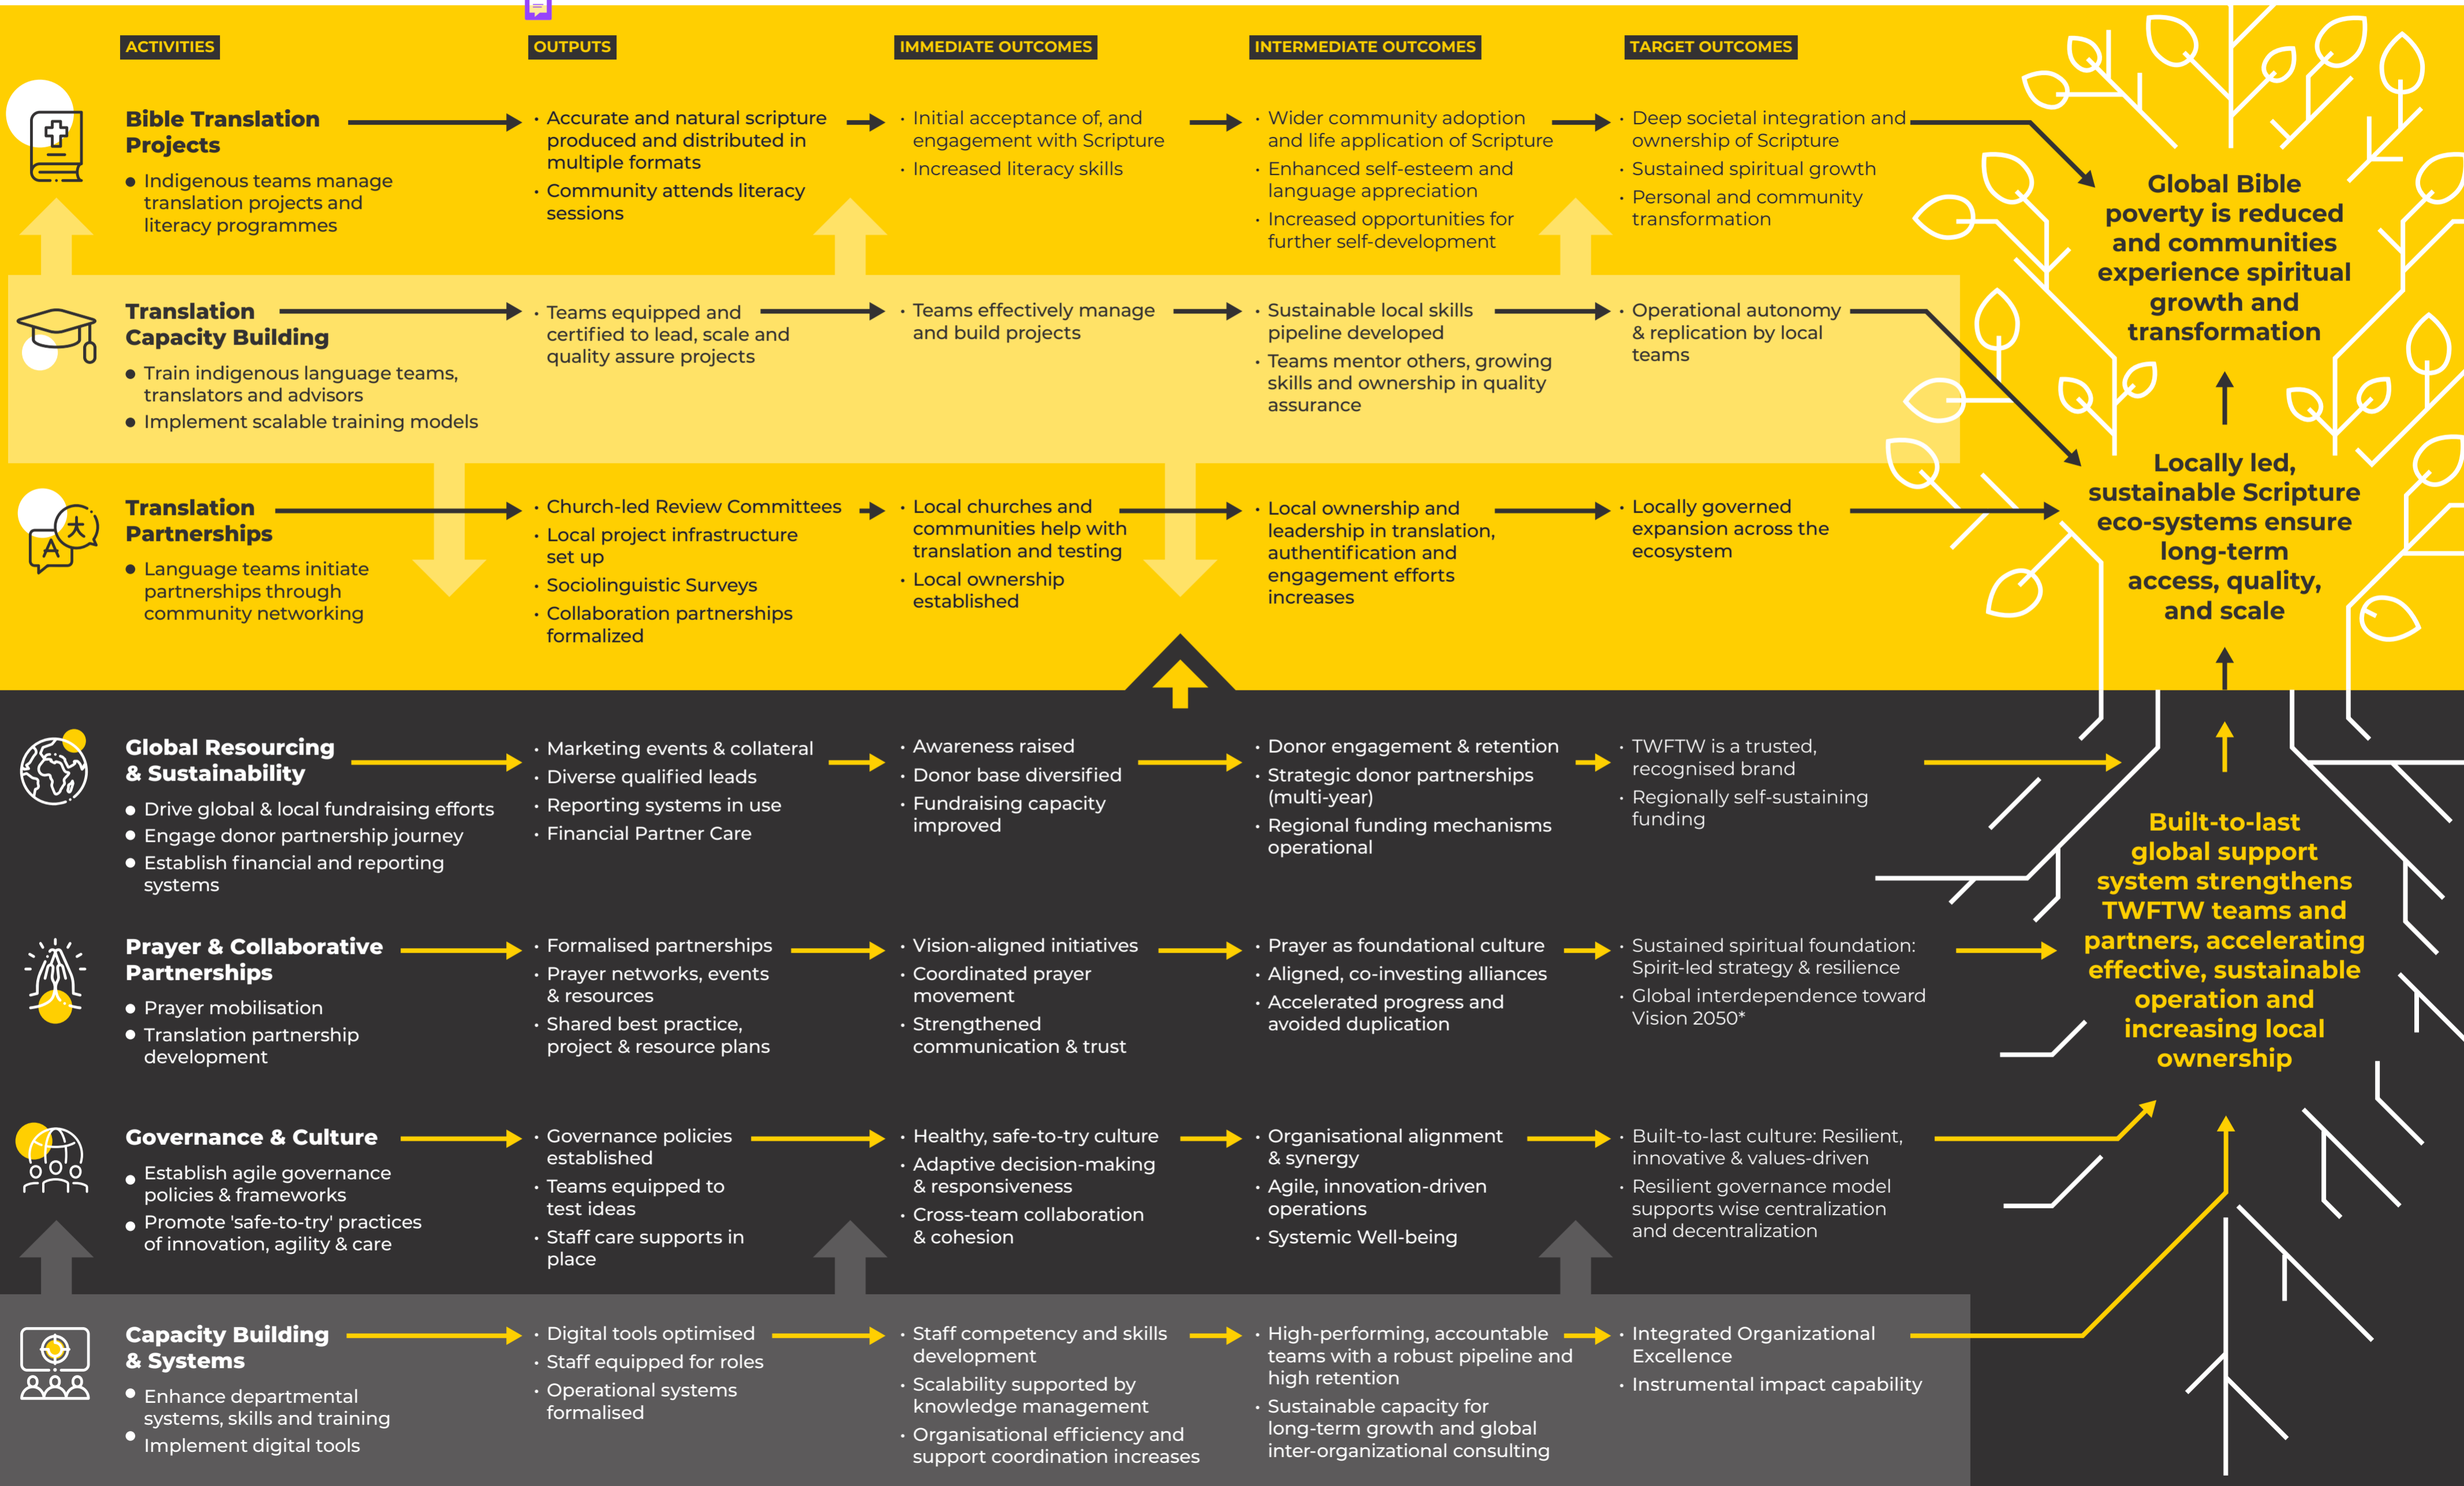 ACTIVITIES
OUTPUTS
IMMEDIATE OUTCOMES
INTERMEDIATE OUTCOMES
TARGET OUTCOMES
Bible Translation
Projects
● Indigenous teams manage
translation projects and
literacy programmes
· Accurate and natural scripture
produced and distributed in
multiple formats
· Community attends literacy
sessions
· Initial acceptance of, and
engagement with Scripture
· Increased literacy skills
· Wider community adoption
and life application of Scripture
· Enhanced self-esteem and
language appreciation
· Increased opportunities for
further self-development
· Deep societal integration and
ownership of Scripture
· Sustained spiritual growth
· Personal and community
transformation
Translation
Capacity Building
● Train indigenous language teams,
translators and advisors
● Implement scalable training models
· Teams equipped and
certified to lead, scale and
quality assure projects
· Teams effectively manage
and build projects
· Sustainable local skills
pipeline developed
· Teams mentor others, growing
skills and ownership in quality
assurance
· Operational autonomy
& replication by local
teams
A 大
Translation
Partnerships
● Language teams initiate
partnerships through
community networking
· Church-led Review Committees
· Local project infrastructure
set up
· Sociolinguistic Surveys
· Collaboration partnerships
formalized
· Local churches and
communities help with
translation and testing
· Local ownership
established
· Local ownership and
leadership in translation,
authentification and
engagement efforts
increases
· Locally governed
expansion across the
ecosystem
Global Bible
poverty is reduced
and communities
experience spiritual
growth and
transformation
Locally led,
sustainable Scripture
eco-systems ensure
long-term
access, quality,
and scale
Global Resourcing
& Sustainability
● Drive global & local fundraising efforts
● Engage donor partnership journey
● Establish financial and reporting
systems
· Marketing events & collateral
· Diverse qualified leads
· Reporting systems in use
· Financial Partner Care
· Awareness raised
· Donor base diversified
· Fundraising capacity
improved
· Donor engagement & retention
· Strategic donor partnerships
(multi-year)
· Regional funding mechanisms
operational
· TWFTW is a trusted,
recognised brand
· Regionally self-sustaining
funding
Prayer & Collaborative
Partnerships
● Prayer mobilisation
● Translation partnership
development
· Formalised partnerships
· Prayer networks, events
& resources
· Shared best practice,
project & resource plans
· Vision-aligned initiatives
· Coordinated prayer
movement
· Strengthened
communication & trust
· Prayer as foundational culture
· Aligned, co-investing alliances
· Accelerated progress and
avoided duplication
· Sustained spiritual foundation:
Spirit-led strategy & resilience
· Global interdependence toward
Vision 2050*
Governance & Culture
● Establish agile governance
policies & frameworks
● Promote 'safe-to-try' practices
of innovation, agility & care
· Governance policies
established
· Teams equipped to
test ideas
· Staff care supports in
place
· Healthy, safe-to-try culture
· Adaptive decision-making
& responsiveness
· Cross-team collaboration
& cohesion
· Organisational alignment
& synergy
· Agile, innovation-driven
operations
· Systemic Well-being
· Built-to-last culture: Resilient,
innovative & values-driven
· Resilient governance model
supports wise centralization
and decentralization
Capacity Building
& Systems
● Enhance departmental
systems, skills and training
● Implement digital tools
· Digital tools optimised
· Staff equipped for roles
· Operational systems
formalised
· Staff competency and skills
development
· Scalability supported by
knowledge management
· Organisational efficiency and
support coordination increases
· High-performing, accountable
teams with a robust pipeline and
high retention
· Sustainable capacity for
long-term growth and global
inter-organizational consulting
· Integrated Organizational
Excellence
· Instrumental impact capability
Built-to-last
global support
system strengthens
TWFTW teams and
partners, accelerating
effective, sustainable
operation and
increasing local
ownership